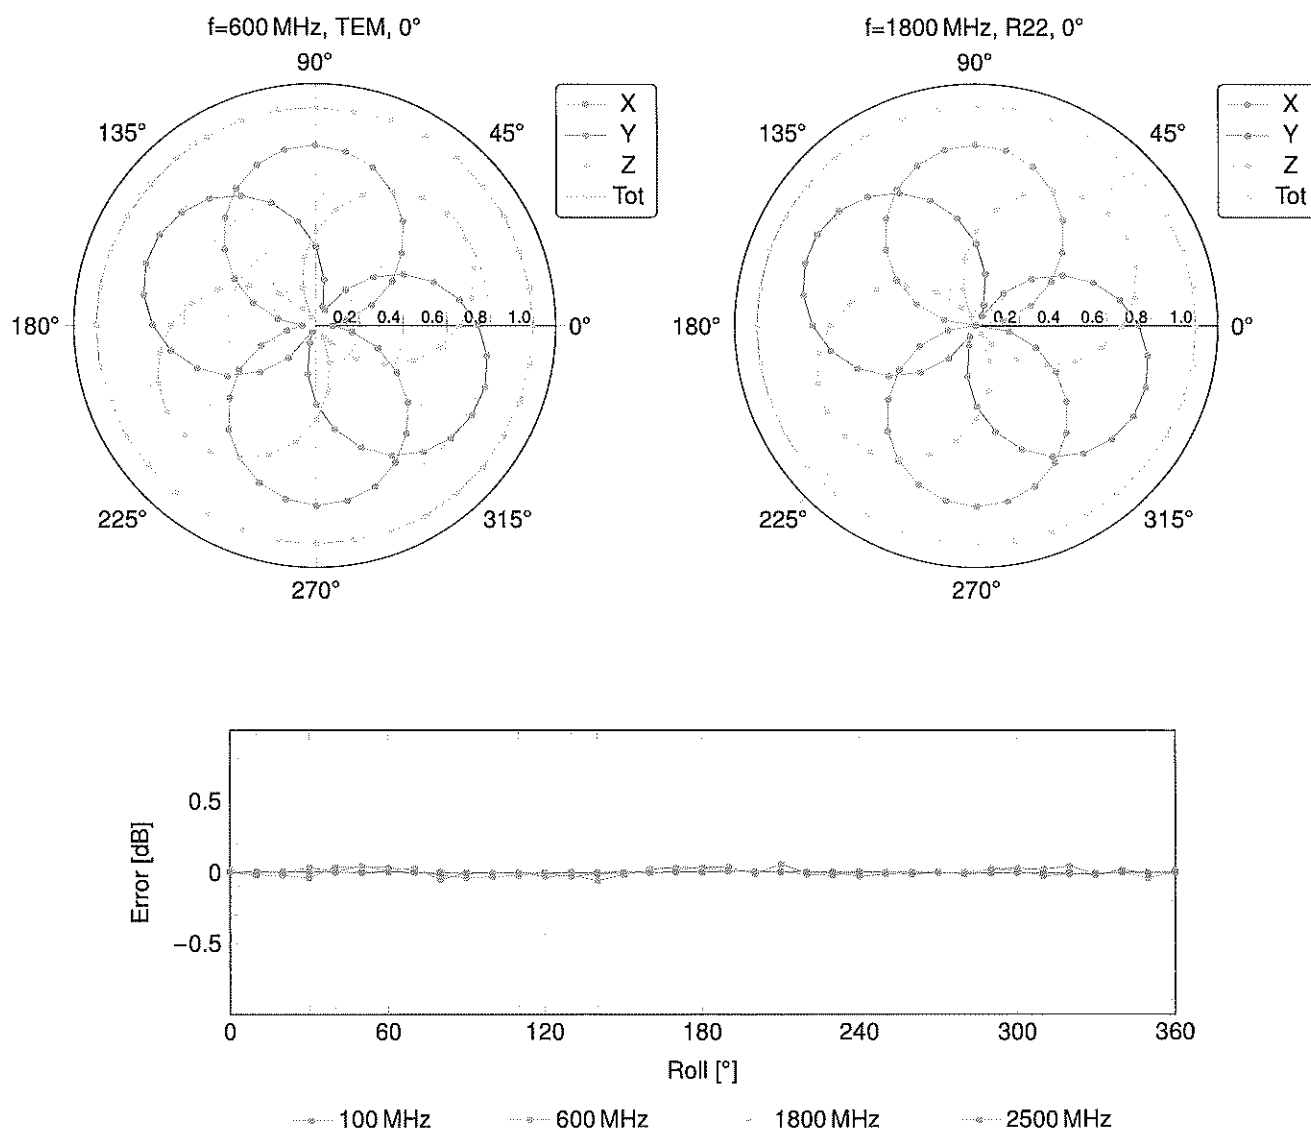 f=600 MHz, TEM, 0°
90°
135°
45°
X
Y
Z
Tot
180°
0.2 0.4 0.6 0.8 1.0
0°
225°
315°
270°
f=1800 MHz, R22, 0°
90°
135°
45°
X
Y
Z
Tot
180°
0.2 0.4 0.6 0.8 1.0
0°
225°
315°
270°
Error [dB]
0.5
0
−0.5
0 60 120 180 240 300 360
Roll [°]
100 MHz 600 MHz 1800 MHz 2500 MHz